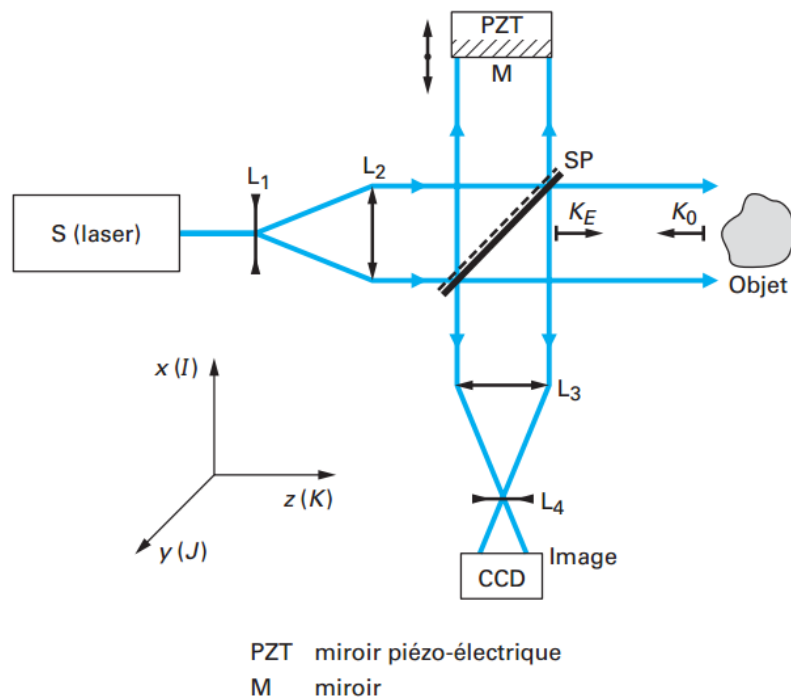 PZT
M
SP
L2
L1
S (laser)
KE
K0
Objet
L3
x (I)
z (K)
y (J)
L4
Image
CCD
PZT miroir piézo-électrique
M miroir